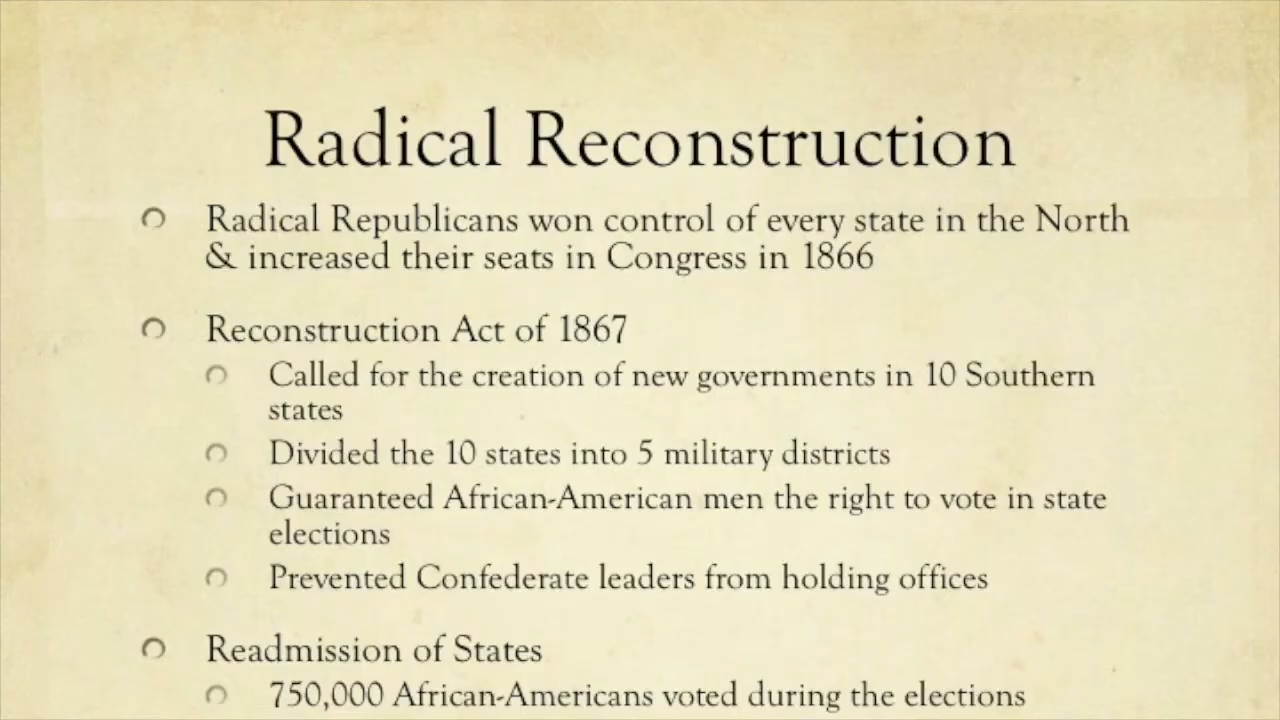 Radical Reconstruction
Radical Republicans won control of every state in the North
& increased their seats in Congress in 1866
Reconstruction Act of 1867
Called for the creation of new governments in 10 Southern
states
Divided the 10 states into 5 military districts
Guaranteed African-American men the right to vote in state
elections
Prevented Confederate leaders from holding offices
Readmission of States
750,000 African-Americans voted during the elections